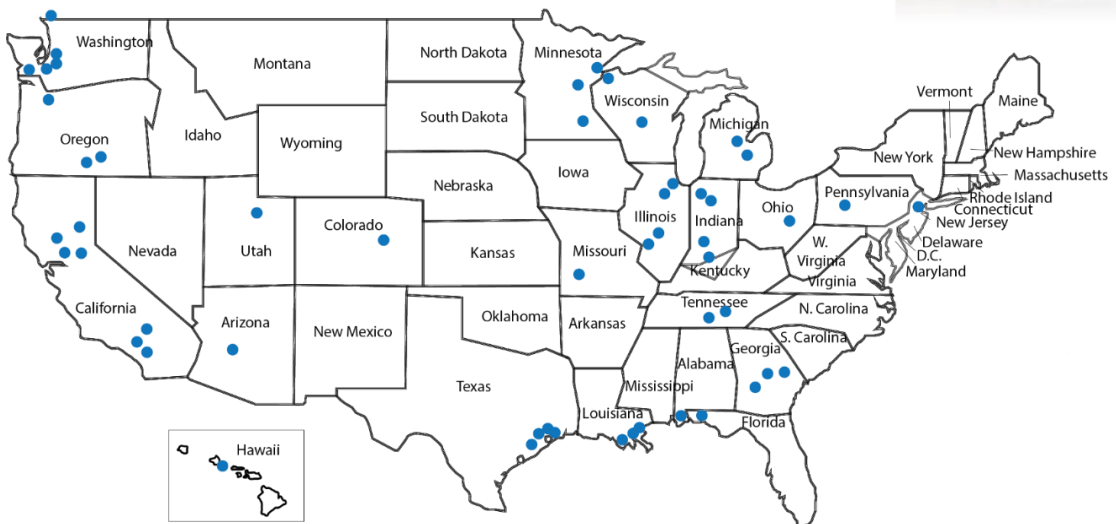 Washington
Montana
North Dakota
Minnesota
Vermont
Maine
Oregon
Idaho
Wyoming
South Dakota
Wisconsin
Michigan
New York
New Hampshire
Massachusetts
Rhode Island
Connecticut
New Jersey
Delaware
D.C.
Maryland
Nebraska
Iowa
Pennsylvania
Nevada
Utah
Colorado
Kansas
Missouri
Illinois
Indiana
Ohio
W.
Virginia
Virginia
Kentucky
California
Arizona
New Mexico
Oklahoma
Arkansas
Tennessee
N. Carolina
S. Carolina
Texas
Louisiana
Mississippi
Alabama
Georgia
Florida
Hawaii